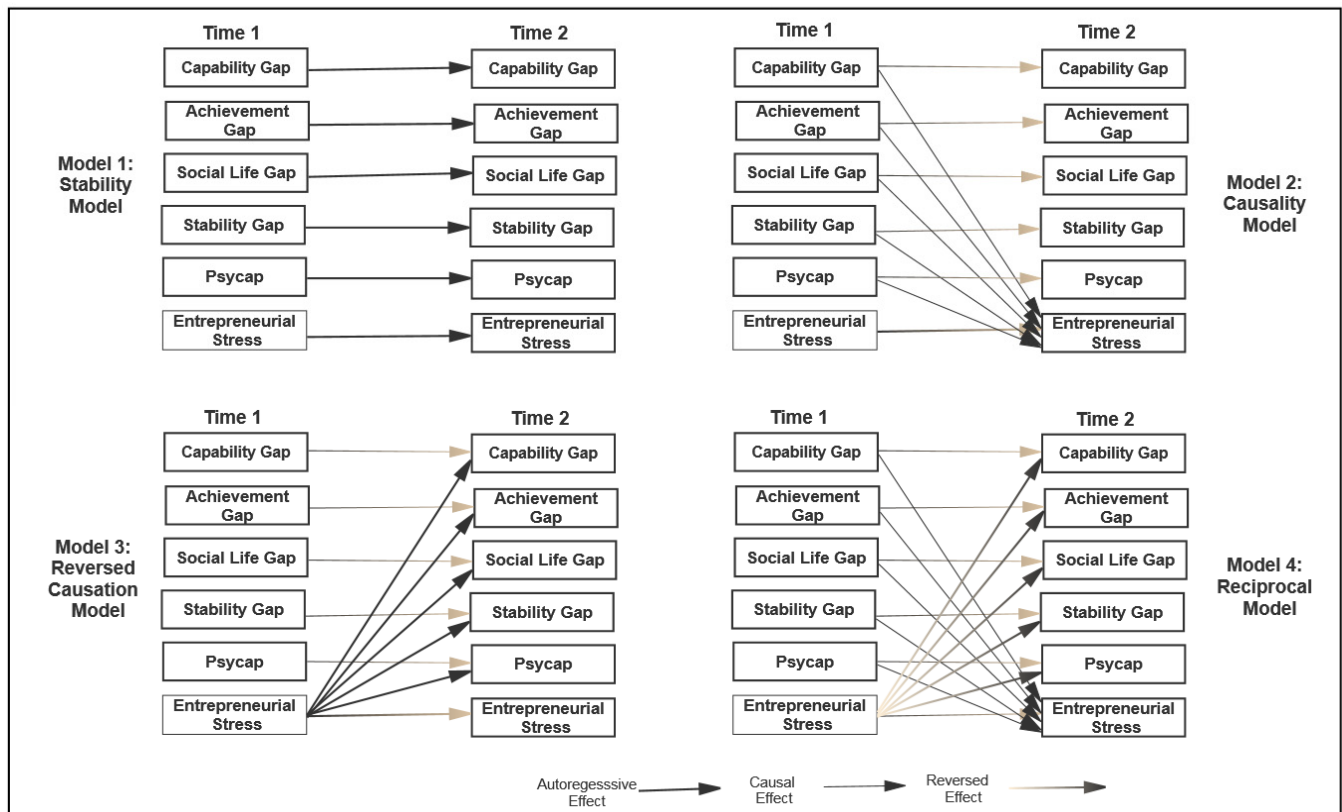 Time 1
Time 2
Capability Gap
Capability Gap
Achievement
Gap
Achievement
Gap
Social Life Gap
Social Life Gap
Stability Gap
Stability Gap
Psycap
Psycap
Entrepreneurial
Stress
Entrepreneurial
Stress
Model 1:
Stability
Model
Time 1
Time 2
Capability Gap
Capability Gap
Achievement
Gap
Achievement
Gap
Social Life Gap
Social Life Gap
Stability Gap
Stability Gap
Psycap
Psycap
Entrepreneurial
Stress
Entrepreneurial
Stress
Model 2:
Causality
Model
Time 1
Time 2
Capability Gap
Capability Gap
Achievement
Gap
Achievement
Gap
Social Life Gap
Social Life Gap
Stability Gap
Stability Gap
Psycap
Psycap
Entrepreneurial
Stress
Entrepreneurial
Stress
Model 3:
Reversed
Causation
Model
Time 1
Time 2
Capability Gap
Capability Gap
Achievement
Gap
Achievement
Gap
Social Life Gap
Social Life Gap
Stability Gap
Stability Gap
Psycap
Psycap
Entrepreneurial
Stress
Entrepreneurial
Stress
Model 4:
Reciprocal
Model
Autoregesssive
Effect
Causal
Effect
Reversed
Effect